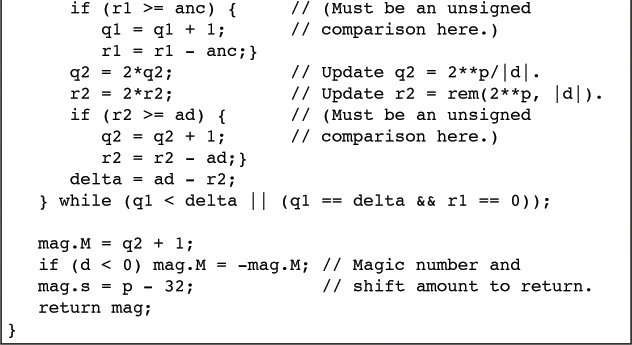 if (r1 >= anc) {     // (Must be an unsigned
q1 = q1 + 1;      // comparison here.)
r1 = r1 - anc;}
q2 = 2*q2;           // Update q2 = 2**p/|d|.
r2 = 2*r2;           // Update r2 = rem(2**p, |d|).
if (r2 >= ad) {      // (Must be an unsigned
q2 = q2 + 1;      // comparison here.)
r2 = r2 - ad;}
delta = ad - r2;
} while (q1 < delta || (q1 == delta && r1 == 0));
mag.M = q2 + 1;
if (d < 0) mag.M = -mag.M; // Magic number and
mag.s = p - 32;            // shift amount to return.
return mag;
}